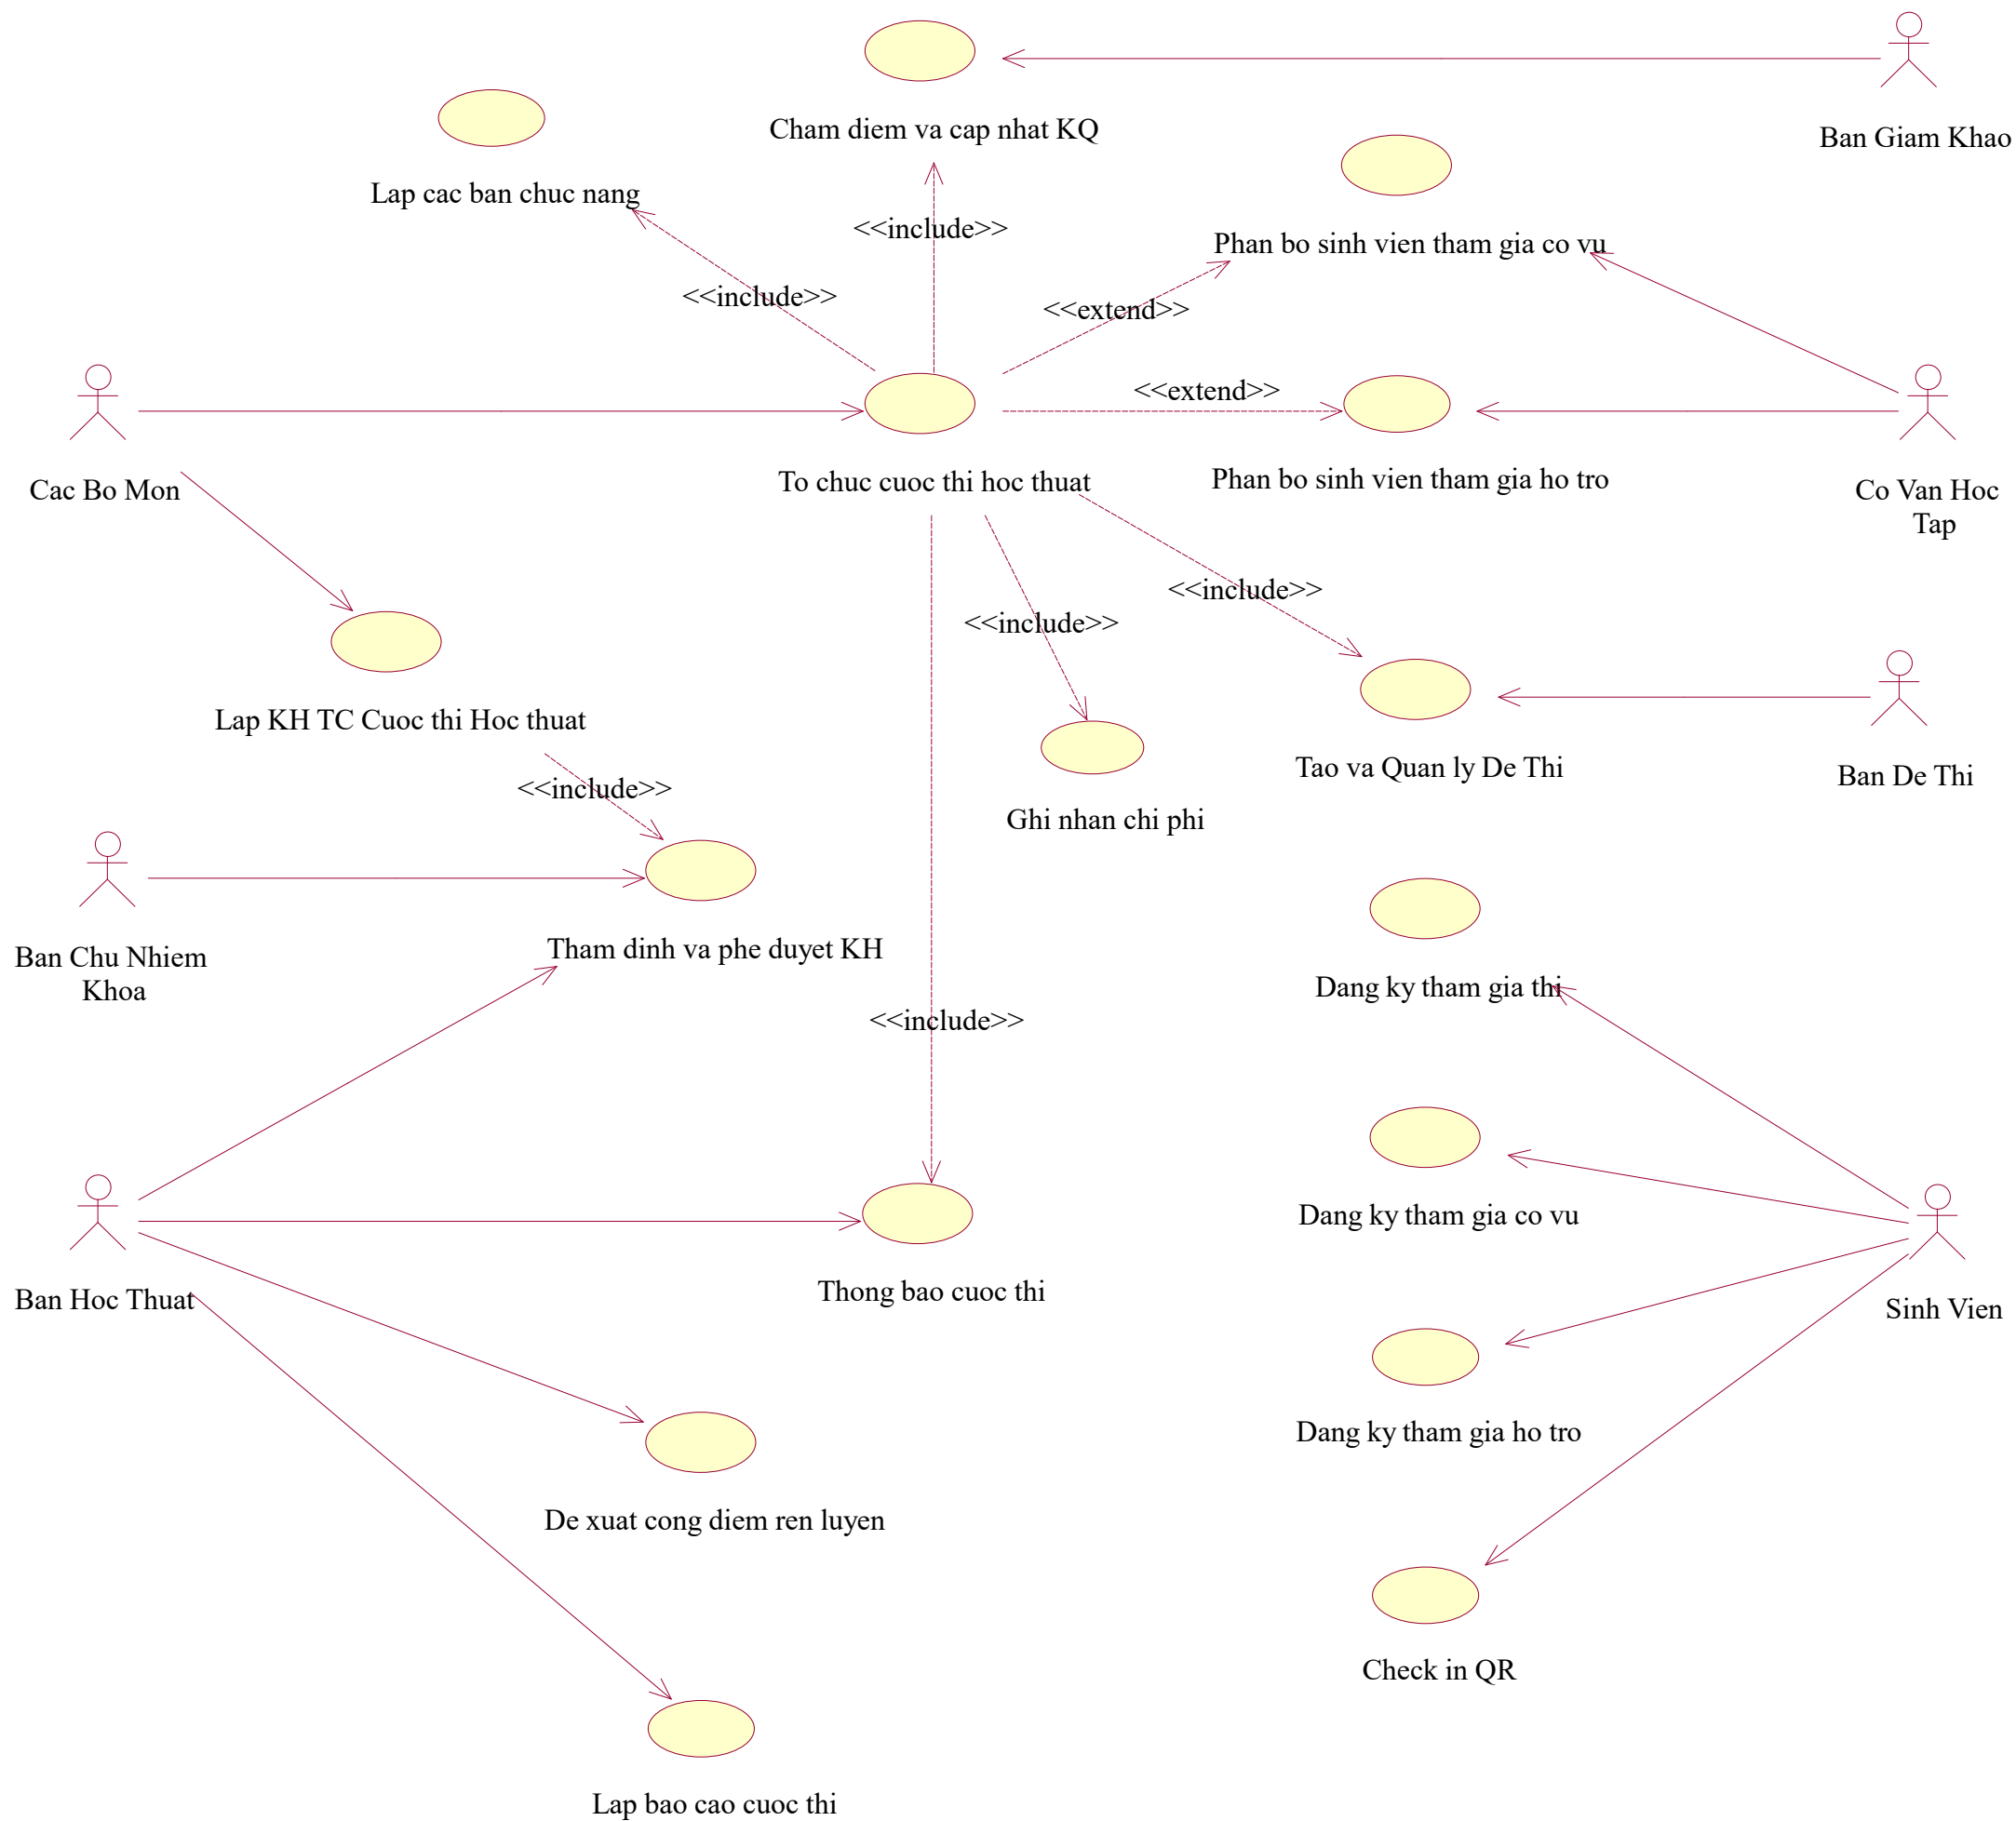 Cham diem va cap nhat KQ
Ban Giam Khao
Lap cac ban chuc nang
<<include>>
Phan bo sinh vien tham gia co vu
<<include>>
<<extend>>
<<extend>>
Cac Bo Mon
To chuc cuoc thi hoc thuat
Phan bo sinh vien tham gia ho tro
Co Van Hoc
Tap
<<include>>
<<include>>
Lap KH TC Cuoc thi Hoc thuat
Tao va Quan ly De Thi
Ban De Thi
<<include>>
Ghi nhan chi phi
Ban Chu Nhiem
Khoa
Tham dinh va phe duyet KH
Dang ky tham gia thi
<<include>>
Dang ky tham gia co vu
Ban Hoc Thuat
Thong bao cuoc thi
Sinh Vien
Dang ky tham gia ho tro
De xuat cong diem ren luyen
Check in QR
Lap bao cao cuoc thi